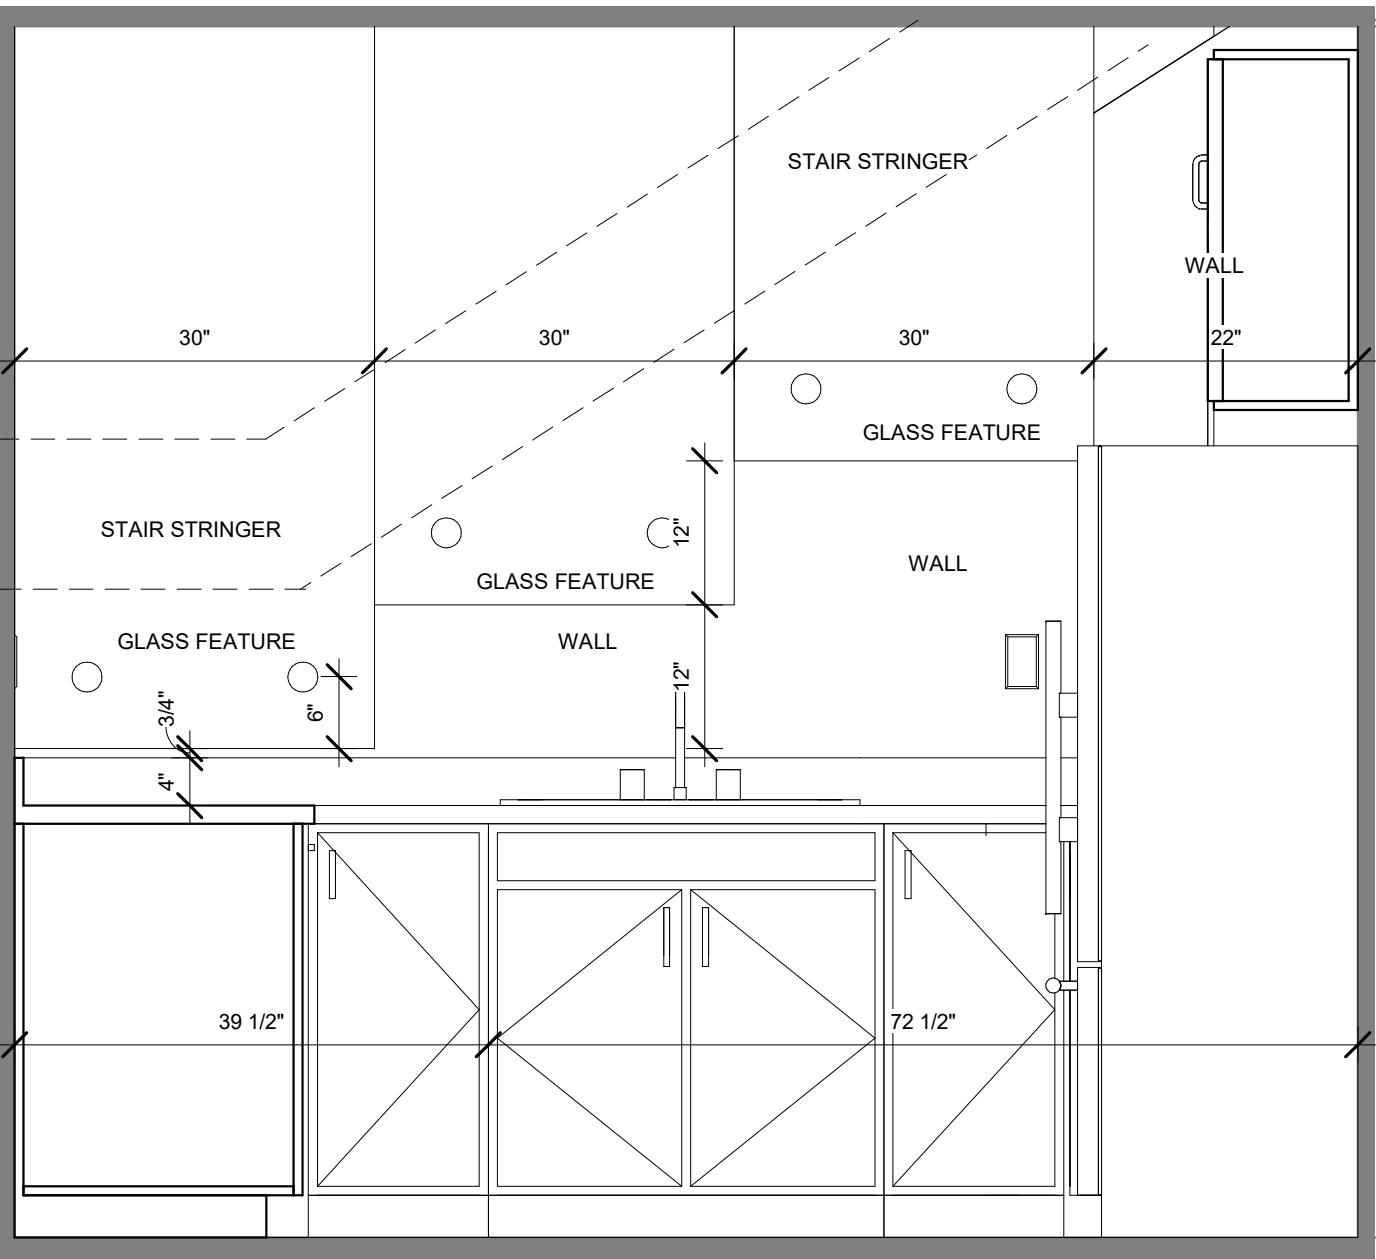 STAIR STRINGER
WALL
30"
30"
30"
22"
GLASS FEATURE
STAIR STRINGER
12"
WALL
GLASS FEATURE
GLASS FEATURE
WALL
12"
3/4"
6"
4"
39 1/2"
72 1/2"